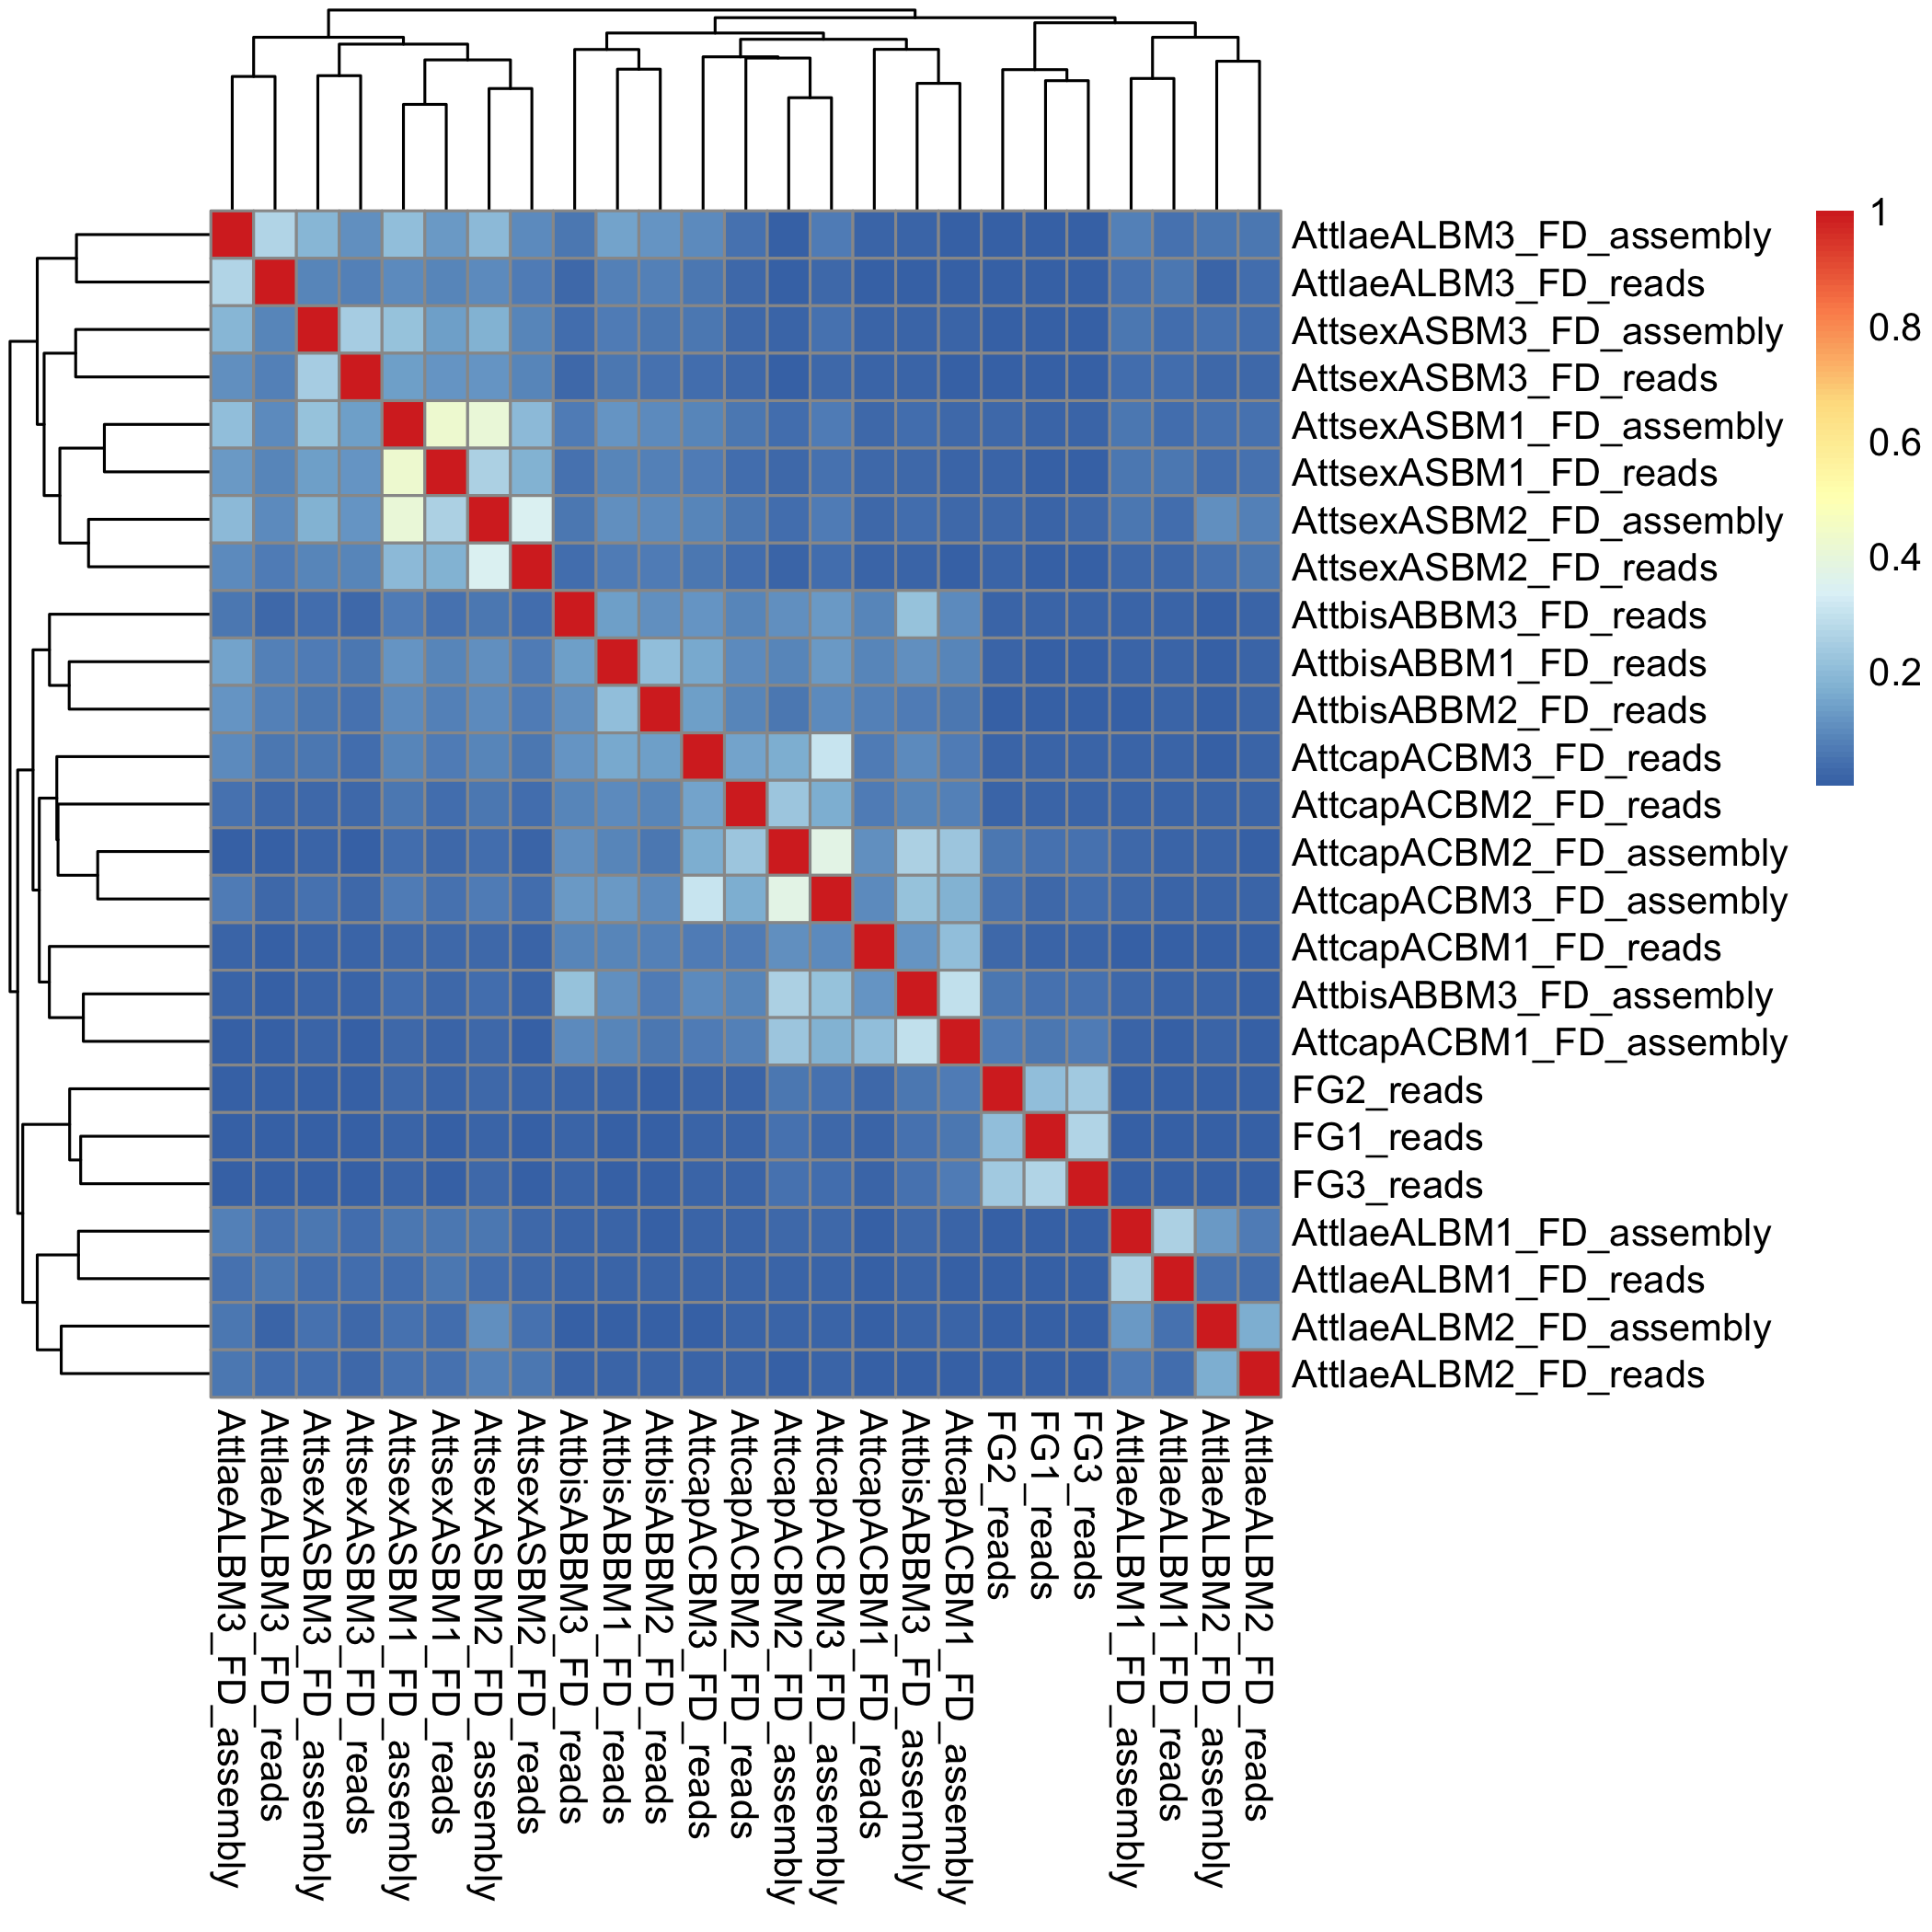 1
0.8
0.6
0.4
0.2
AttlaeALBM3_FD_assembly
AttlaeALBM3_FD_reads
AttsexASBM3_FD_assembly
AttsexASBM3_FD_reads
AttsexASBM1_FD_assembly
AttsexASBM1_FD_reads
AttsexASBM2_FD_assembly
AttsexASBM2_FD_reads
AttbisABBM3_FD_reads
AttbisABBM1_FD_reads
AttbisABBM2_FD_reads
AttcapACBM3_FD_reads
AttcapACBM2_FD_reads
AttcapACBM2_FD_assembly
AttcapACBM3_FD_assembly
AttcapACBM1_FD_reads
AttbisABBM3_FD_assembly
AttcapACBM1_FD_assembly
FG2_reads
FG1_reads
FG3_reads
AttlaeALBM1_FD_assembly
AttlaeALBM1_FD_reads
AttlaeALBM2_FD_assembly
AttlaeALBM2_FD_reads
AttlaeALBM3_FD_assembly
AttlaeALBM3_FD_reads
AttsexASBM3_FD_assembly
AttsexASBM3_FD_reads
AttsexASBM1_FD_assembly
AttsexASBM1_FD_reads
AttsexASBM2_FD_assembly
AttsexASBM2_FD_reads
AttbisABBM3_FD_reads
AttbisABBM1_FD_reads
AttbisABBM2_FD_reads
AttcapACBM3_FD_reads
AttcapACBM2_FD_reads
AttcapACBM2_FD_assembly
AttcapACBM3_FD_assembly
AttcapACBM1_FD_reads
AttbisABBM3_FD_assembly
AttcapACBM1_FD_assembly
FG2_reads
FG1_reads
FG3_reads
AttlaeALBM1_FD_assembly
AttlaeALBM1_FD_reads
AttlaeALBM2_FD_assembly
AttlaeALBM2_FD_reads